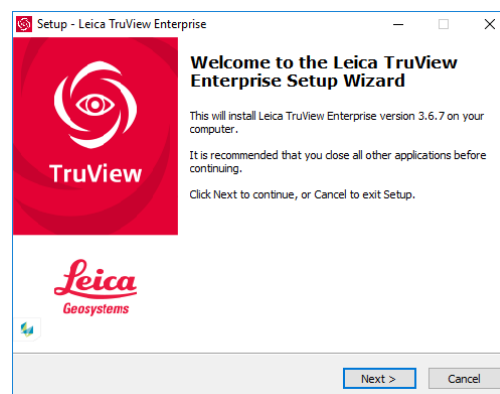 Setup - Leica TruView Enterprise
Welcome to the Leica TruView
Enterprise Setup Wizard
This will install Leica TruView Enterprise version 3.6.7 on your
computer.
It is recommended that you close all other applications before
continuing.
Click Next to continue, or Cancel to exit Setup.
TruView
Leica
Geosystems
Next >
Cancel